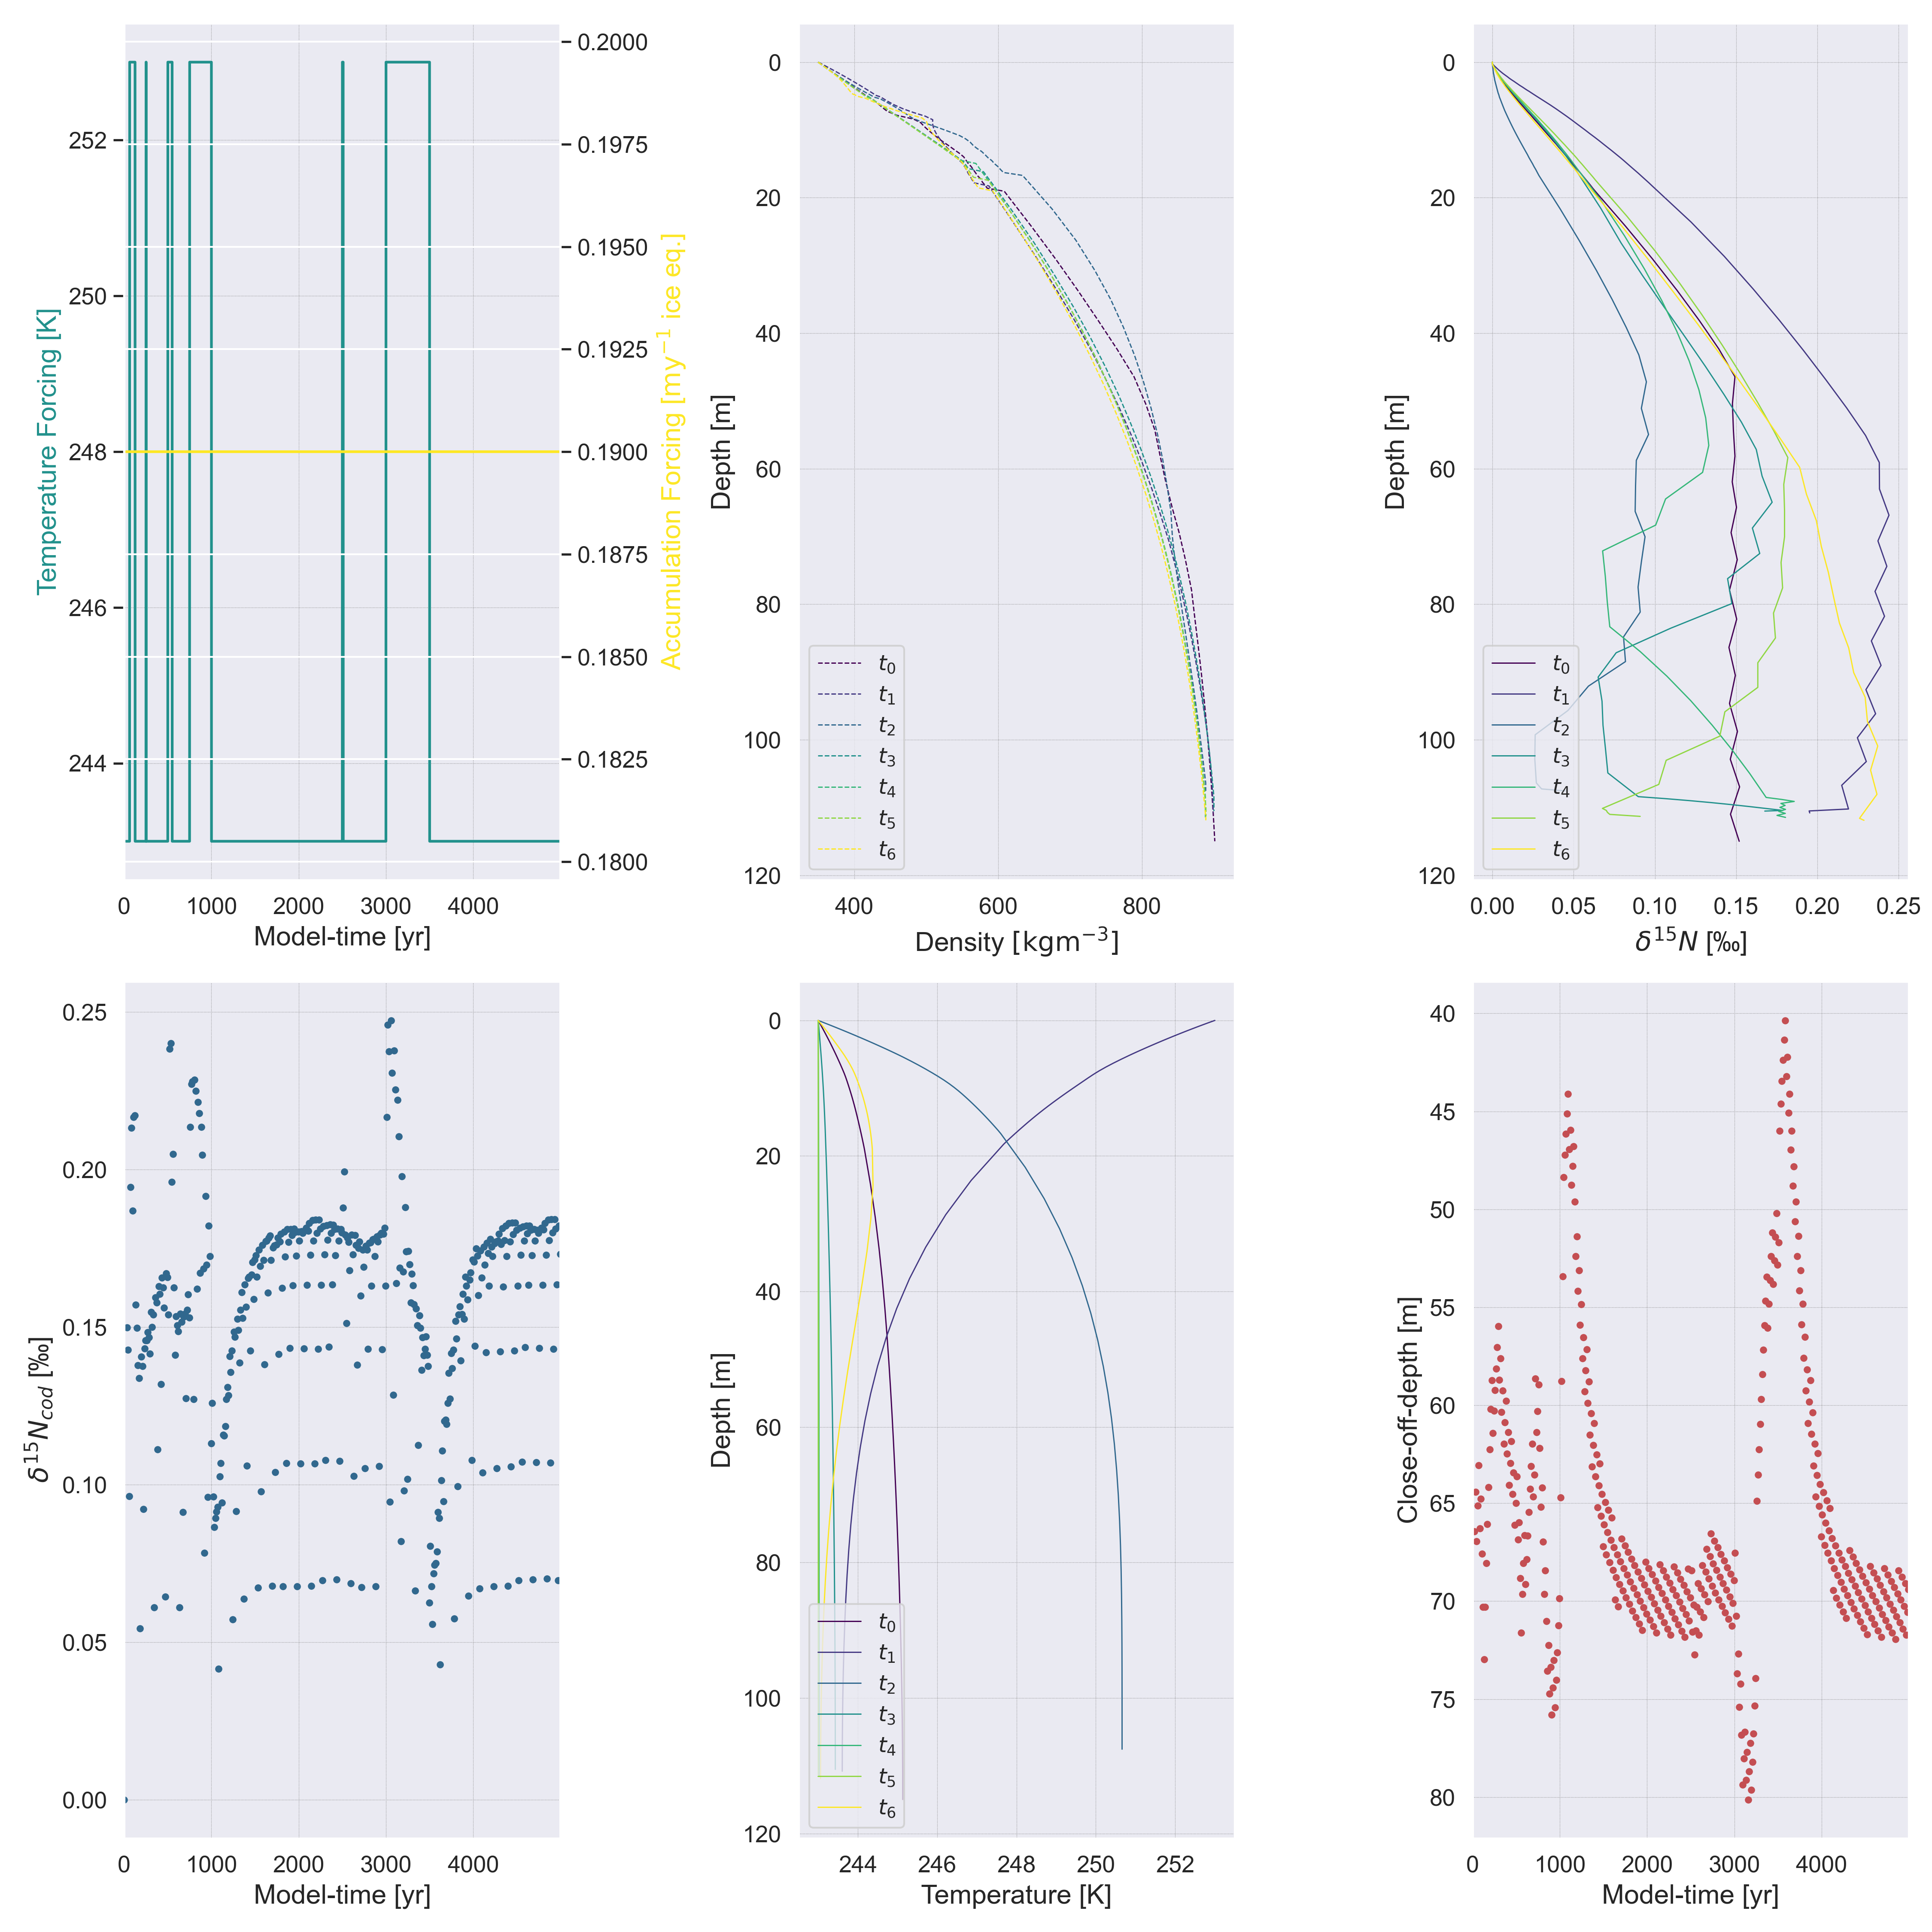 Temperature Forcing [K]
252
250
248
246
244
0.2000
0.1975
0.1950
0.1925
0.1900
0.1875
0.1850
0.1825
0.1800
Accumulation Forcing [my⁻¹ ice eq.]
0 1000 2000 3000 4000
Model-time [yr]
Depth [m]
0
20
40
60
80
100
120
t₀
t₁
t₂
t₃
t₄
t₅
t₆
400 600 800
Density [kgm⁻³]
Depth [m]
0
20
40
60
80
100
120
t₀
t₁
t₂
t₃
t₄
t₅
t₆
0.00 0.05 0.10 0.15 0.20 0.25
δ¹⁵N [‰]
δ¹⁵N_cod [‰]
0.25
0.20
0.15
0.10
0.05
0.00
0 1000 2000 3000 4000
Model-time [yr]
Depth [m]
0
20
40
60
80
100
120
t₀
t₁
t₂
t₃
t₄
t₅
t₆
244 246 248 250 252
Temperature [K]
Close-off-depth [m]
40
45
50
55
60
65
70
75
80
0 1000 2000 3000 4000
Model-time [yr]